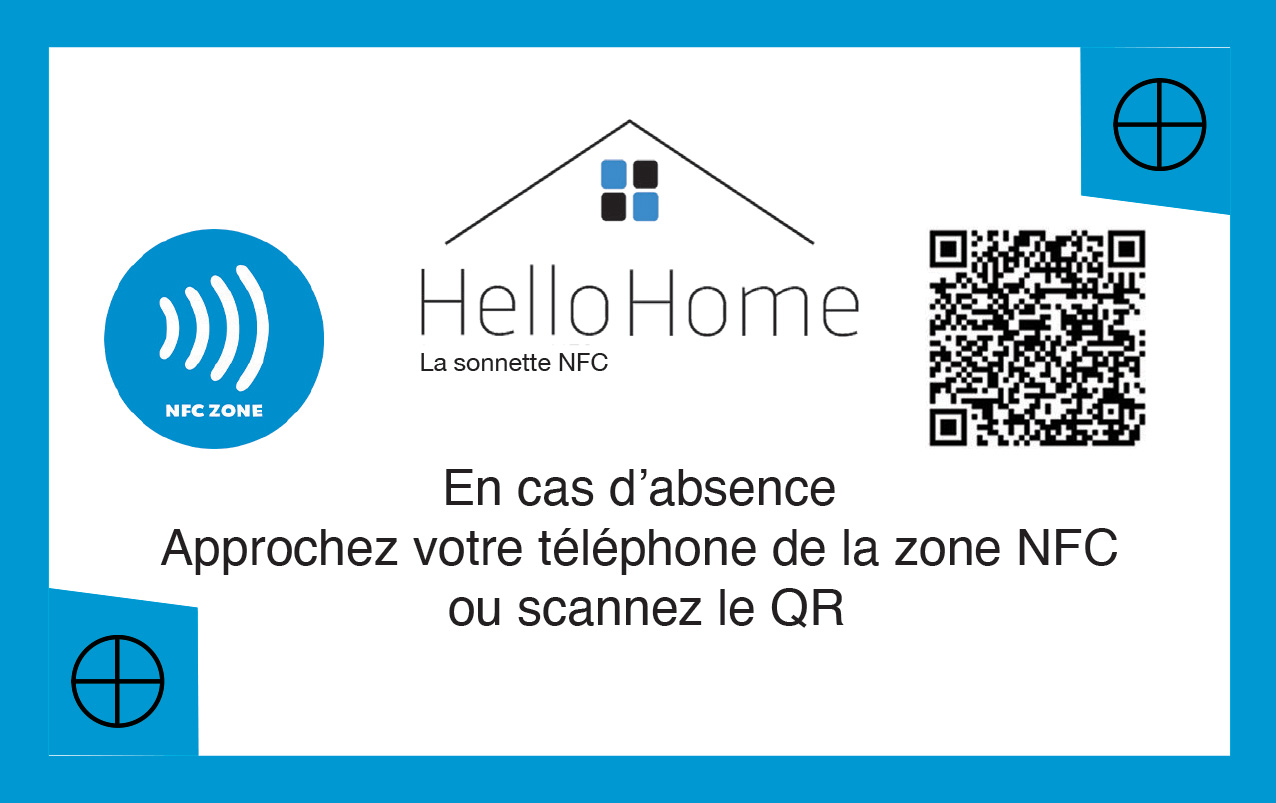 HelloHome
La sonnette NFC
NFC ZONE
En cas d’absence
Approchez votre téléphone de la zone NFC
ou scannez le QR